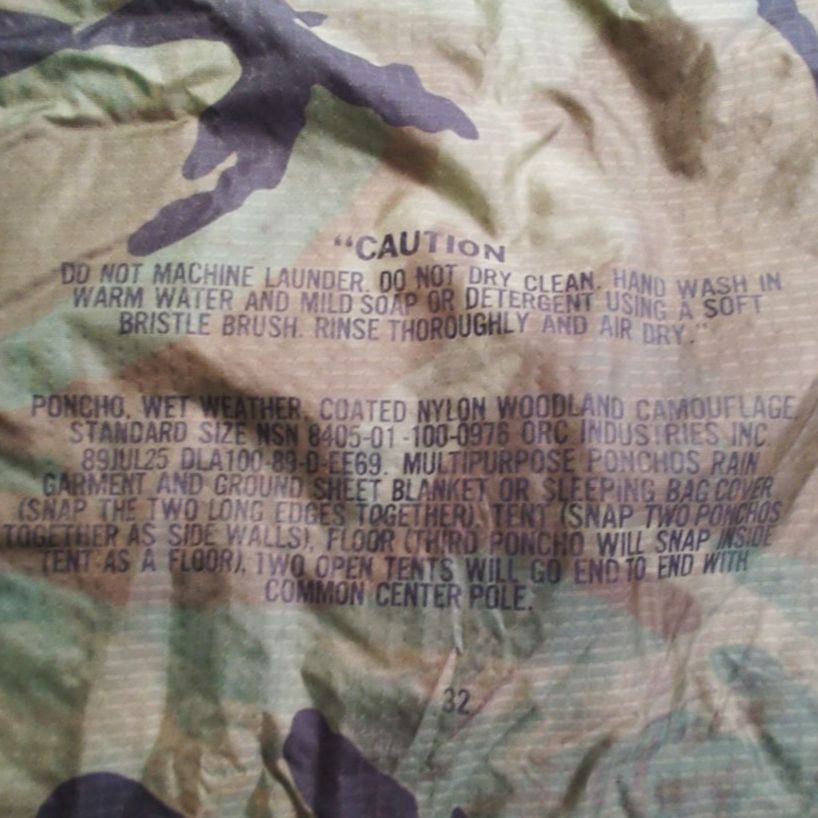 "CAUTION
DO NOT MACHINE LAUNDER. DO NOT DRY CLEAN. HAND WASH IN
WARM WATER AND MILD SOAP OR DETERGENT USING A SOFT
BRISTLE BRUSH. RINSE THOROUGHLY AND AIR DRY."
PONCHO, WET WEATHER, COATED NYLON WOODLAND CAMOUFLAGE,
STANDARD SIZE NSN 8405-01-100-0976 ORC INDUSTRIES INC.
89JUL25 DLA100-89-D-EE69. MULTIPURPOSE PONCHOS RAIN
GARMENT AND GROUND SHEET BLANKET OR SLEEPING BAG COVER
(SNAP THE TWO LONG EDGES TOGETHER), TENT (SNAP TWO PONCHOS
TOGETHER AS SIDE WALLS), FLOOR (THIRD PONCHO WILL SNAP INSIDE
TENT AS A FLOOR). TWO OPEN TENTS WILL GO END TO END WITH
COMMON CENTER POLE.
32